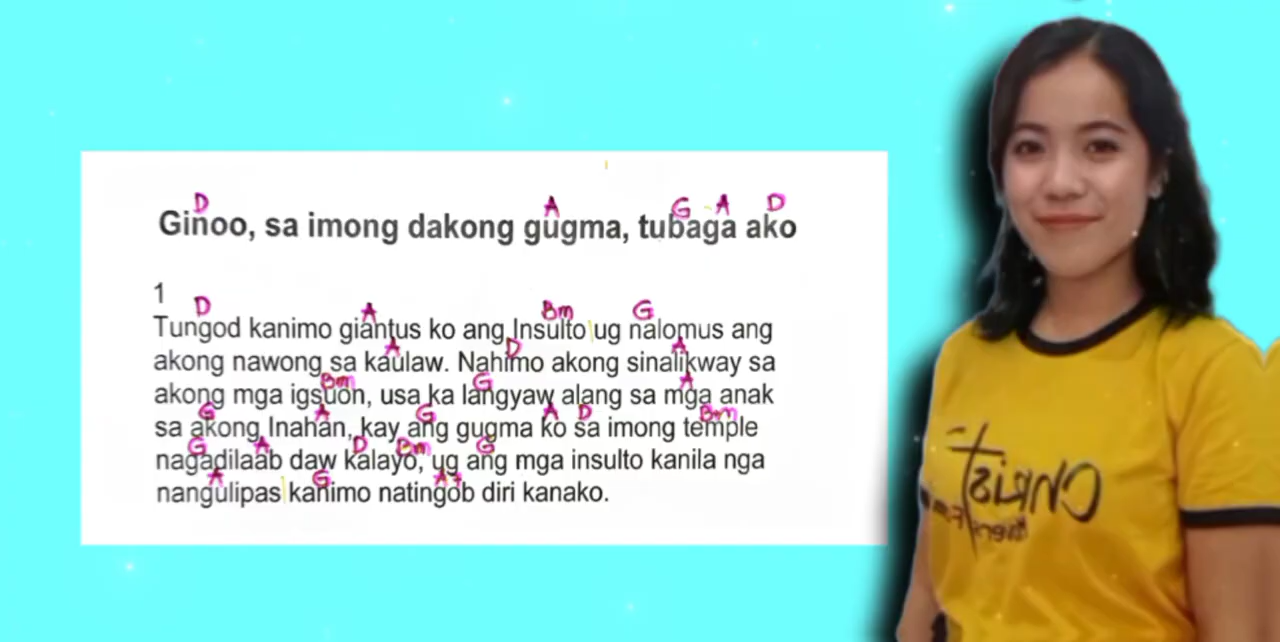 D A G A D
Ginoo, sa imong dakong gugma, tubaga ako
1
D A Bm G
Tungod kanimo giantus ko ang Insulto ug nalomus ang
A D A
akong nawong sa kaulaw. Nahimo akong sinalikway sa
Bm G A
akong mga igsuon, usa ka langyaw alang sa mga anak
G A G A D Bm
sa akong Inahan, kay ang gugma ko sa imong temple
G A D Bm G
nagadilaab daw kalayo, ug ang mga insulto kanila nga
A G A+
nangulipas kanimo natingob diri kanako.
CHRIST